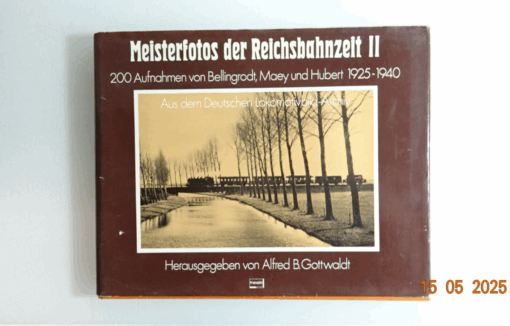 Meisterfotos der Reichsbahnzeit II
200 Aufnahmen von Bellingrodt, Maey und Hubert 1925-1940
Aus dem Deutschen Lokomotivbild-Archiv
Herausgegeben von Alfred B. Gottwaldt
15 05 2025